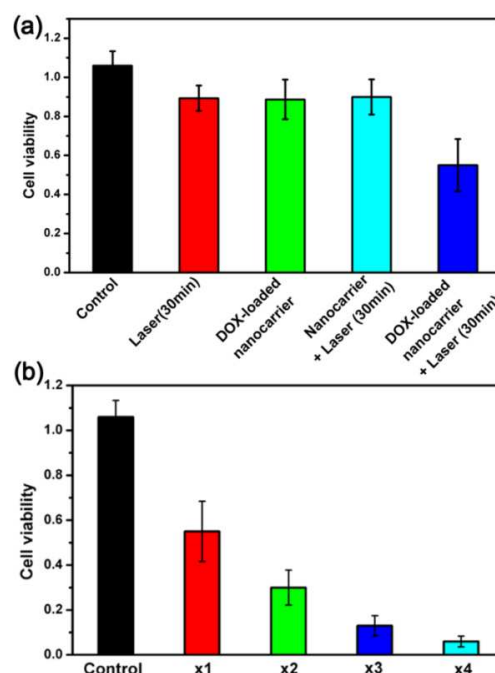 (a)
1.2
1.0
0.8
0.6
0.4
0.2
0.0
Cell viability
Control
Laser(30min)
DOX-loaded
nanocarrier
Nanocarrier
+ Laser (30min)
DOX-loaded
nanocarrier
+ Laser (30min)
(b)
1.2
1.0
0.8
0.6
0.4
0.2
0.0
Cell viability
Control
x1
x2
x3
x4